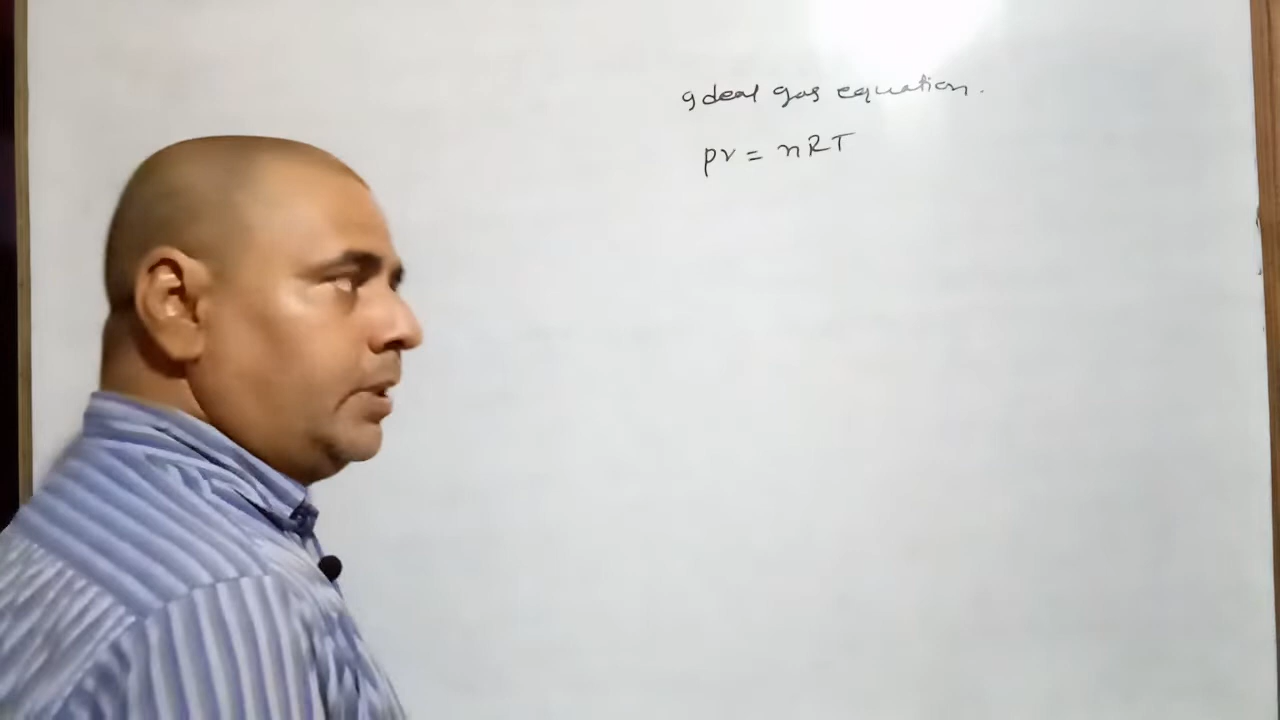 Ideal gas equation.
pv = nRT